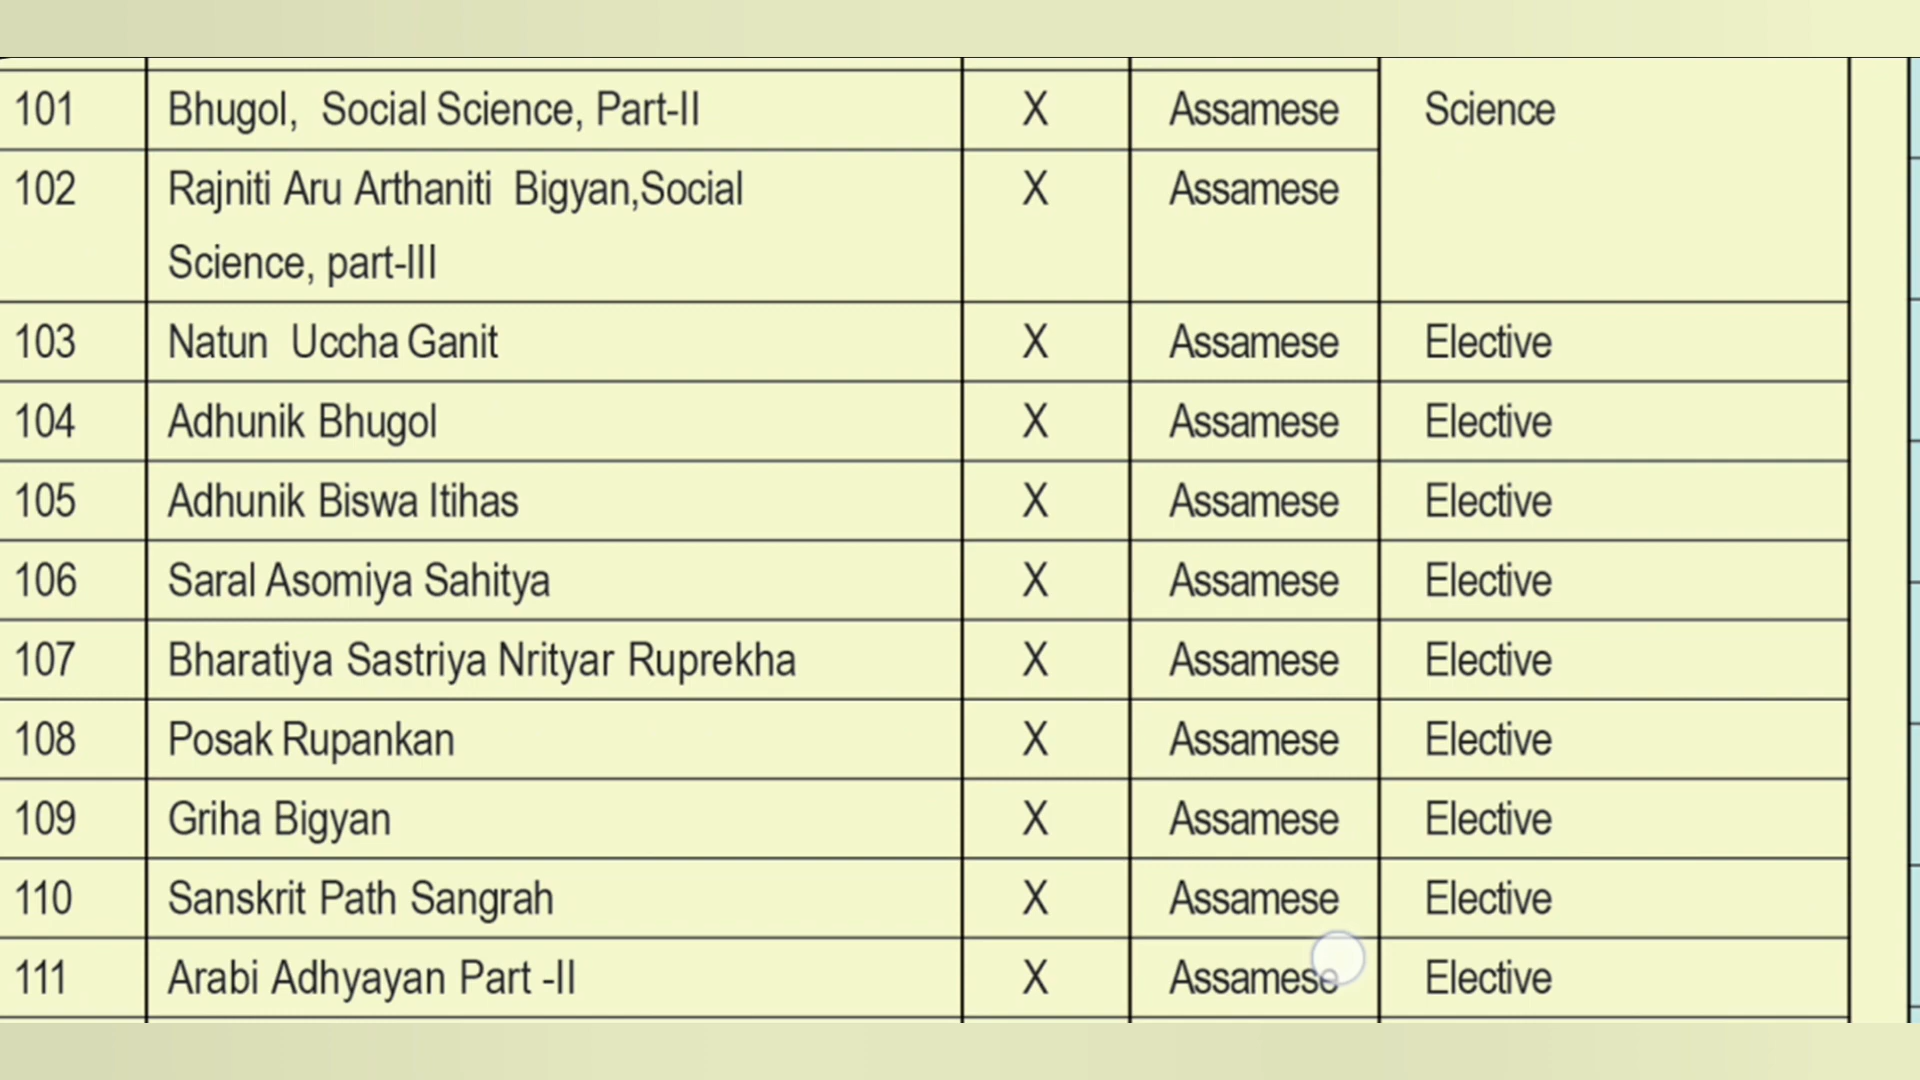 101 Bhugol, Social Science, Part-II X Assamese Science
102 Rajniti Aru Arthaniti Bigyan,Social X Assamese
Science, part-III
103 Natun Uccha Ganit X Assamese Elective
104 Adhunik Bhugol X Assamese Elective
105 Adhunik Biswa Itihas X Assamese Elective
106 Saral Asomiya Sahitya X Assamese Elective
107 Bharatiya Sastriya Nrityar Ruprekha X Assamese Elective
108 Posak Rupankan X Assamese Elective
109 Griha Bigyan X Assamese Elective
110 Sanskrit Path Sangrah X Assamese Elective
111 Arabi Adhyayan Part -II X Assamese Elective